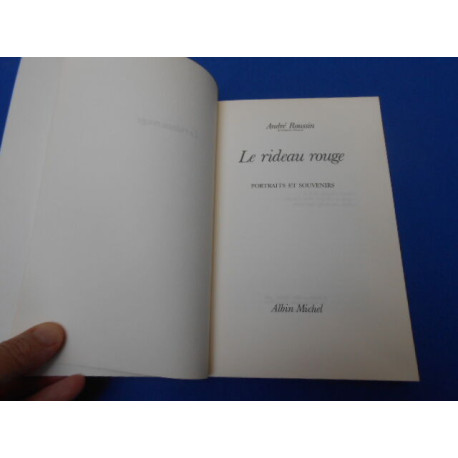 André Roussin
Le rideau rouge
PORTRAITS ET SOUVENIRS
Albin Michel